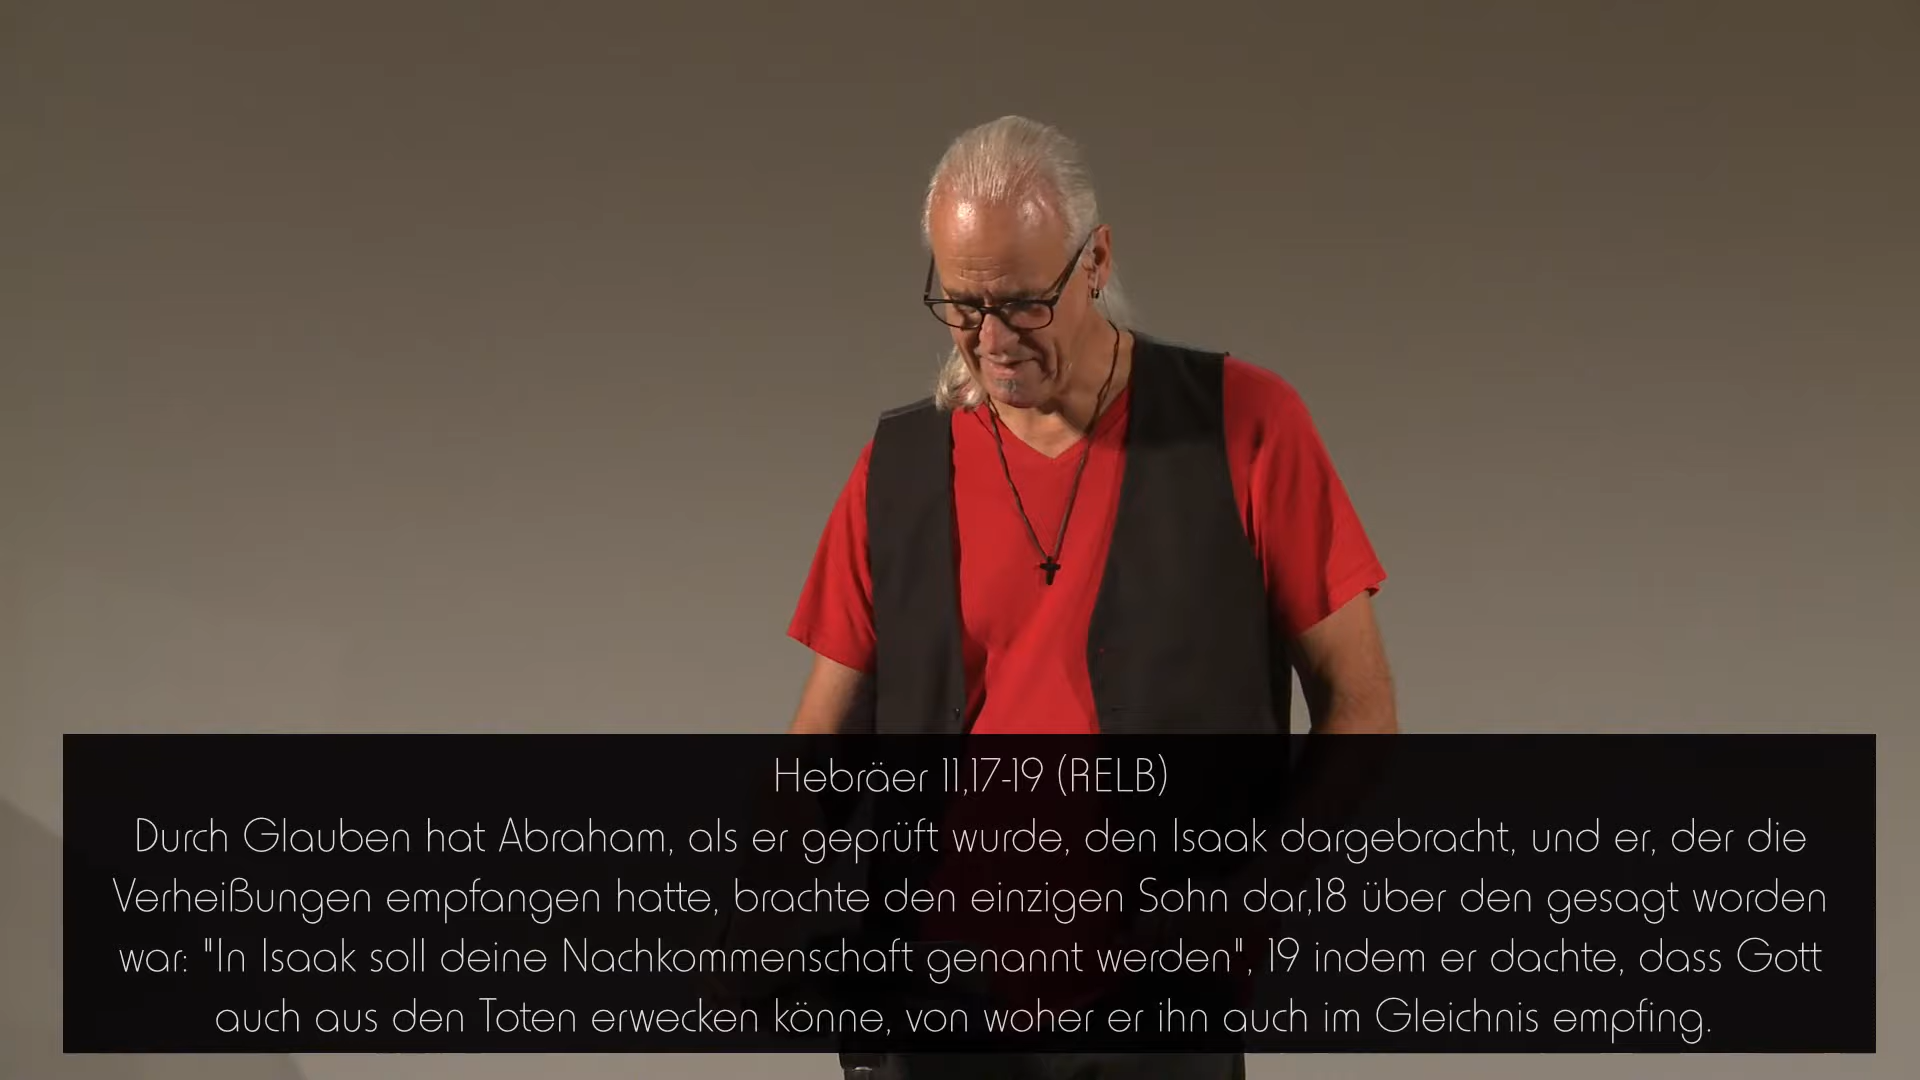 Hebräer 11,17-19 (RELB)
Durch Glauben hat Abraham, als er geprüft wurde, den Isaak dargebracht, und er, der die
Verheißungen empfangen hatte, brachte den einzigen Sohn dar,18 über den gesagt worden
war: "In Isaak soll deine Nachkommenschaft genannt werden", 19 indem er dachte, dass Gott
auch aus den Toten erwecken könne, von woher er ihn auch im Gleichnis empfing.